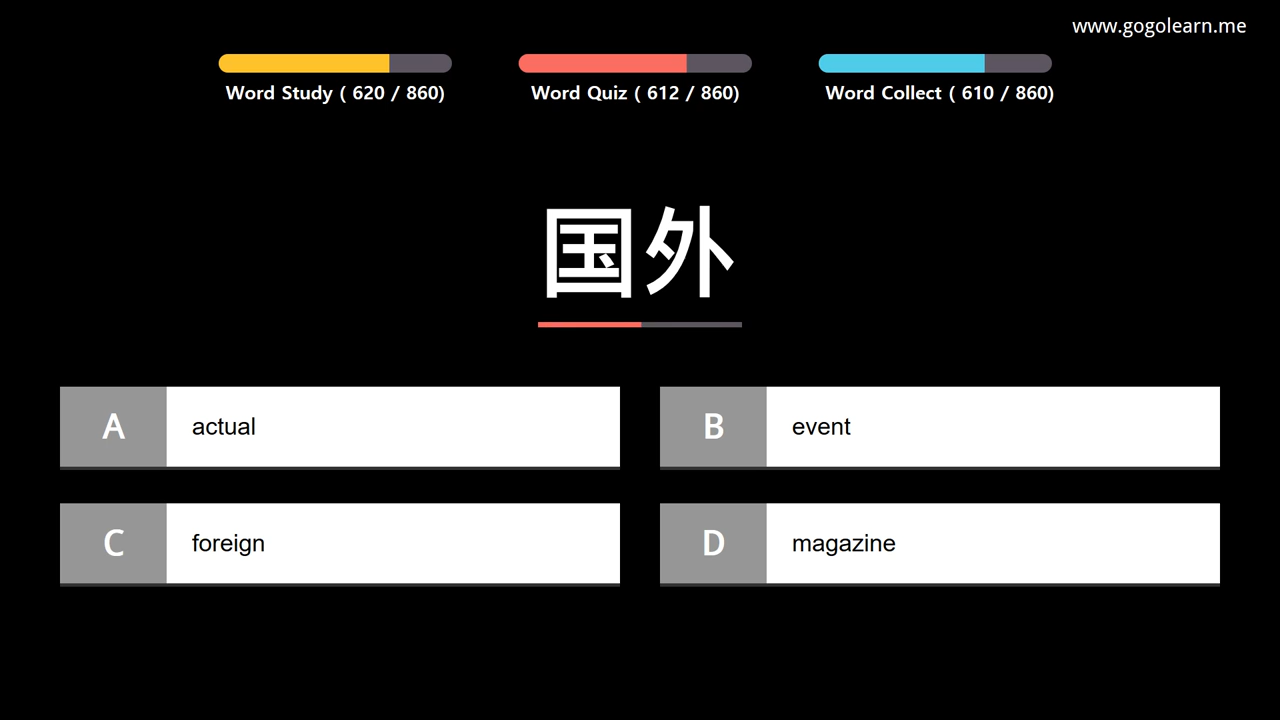 www.gogolearn.me
Word Study ( 620 / 860)
Word Quiz ( 612 / 860)
Word Collect ( 610 / 860)
国外
A actual
B event
C foreign
D magazine